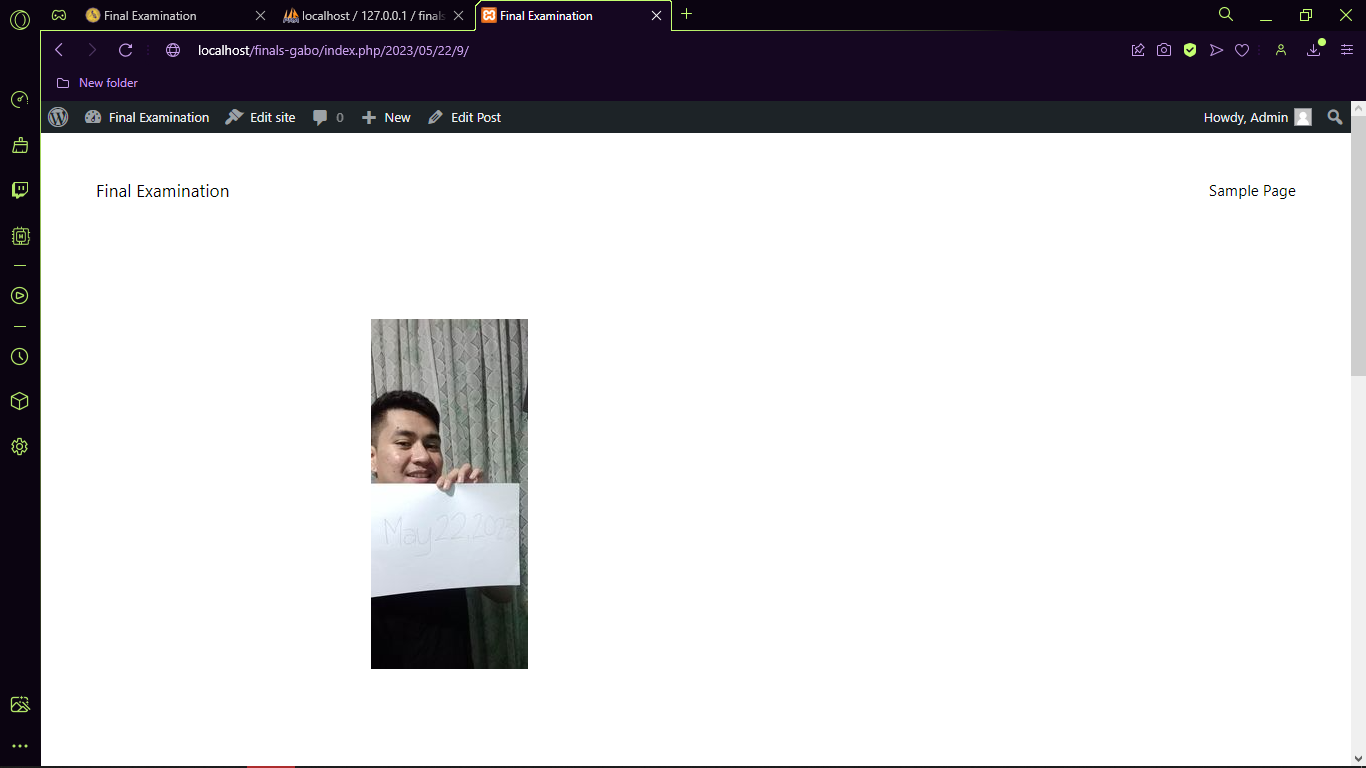 Final Examination
localhost / 127.0.0.1 / finals
Final Examination
localhost/finals-gabo/index.php/2023/05/22/9/
New folder
Final Examination Edit site 0 New Edit Post Howdy, Admin
Final Examination Sample Page
May 22, 2023